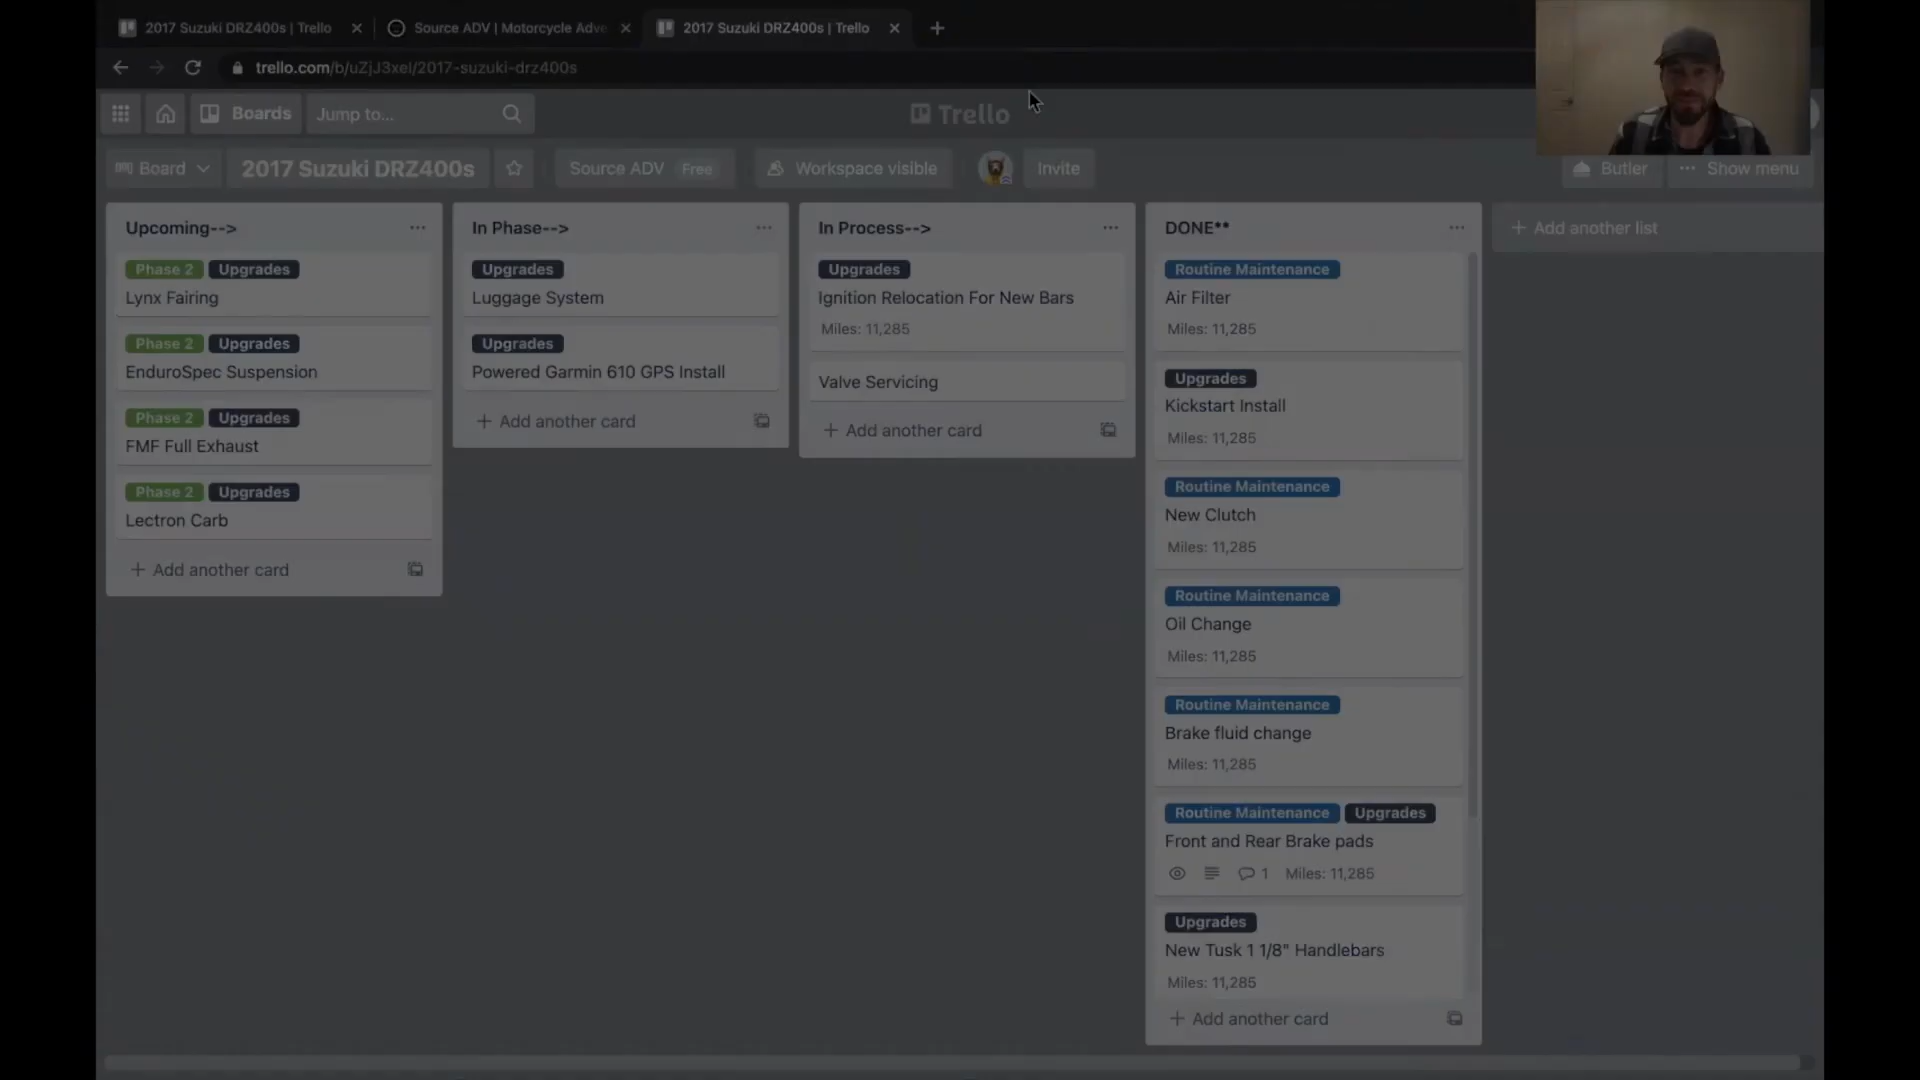 2017 Suzuki DRZ400s | Trello
Source ADV | Motorcycle Adve
2017 Suzuki DRZ400s | Trello
trello.com/b/uZjJ3xel/2017-suzuki-drz400s
Boards
Jump to...
Trello
Board
2017 Suzuki DRZ400s
Source ADV Free
Workspace visible
Invite
Butler
Show menu
Upcoming-->
Phase 2 Upgrades
Lynx Fairing
Phase 2 Upgrades
EnduroSpec Suspension
Phase 2 Upgrades
FMF Full Exhaust
Phase 2 Upgrades
Lectron Carb
+ Add another card
In Phase-->
Upgrades
Luggage System
Upgrades
Powered Garmin 610 GPS Install
+ Add another card
In Process-->
Upgrades
Ignition Relocation For New Bars
Miles: 11,285
Valve Servicing
+ Add another card
DONE**
Routine Maintenance
Air Filter
Miles: 11,285
Upgrades
Kickstart Install
Miles: 11,285
Routine Maintenance
New Clutch
Miles: 11,285
Routine Maintenance
Oil Change
Miles: 11,285
Routine Maintenance
Brake fluid change
Miles: 11,285
Routine Maintenance Upgrades
Front and Rear Brake pads
1 Miles: 11,285
Upgrades
New Tusk 1 1/8" Handlebars
Miles: 11,285
+ Add another card
+ Add another list